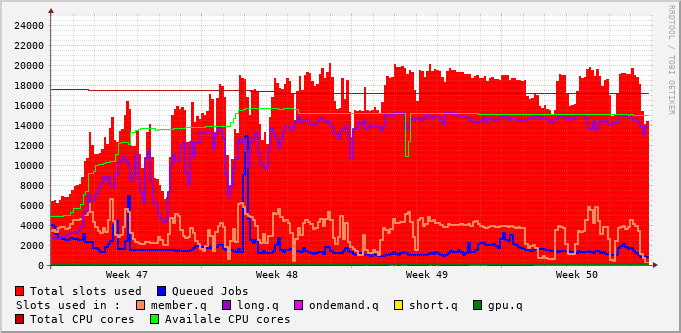 24000
22000
20000
18000
16000
14000
12000
10000
8000
6000
4000
2000
0
Week 47 Week 48 Week 49 Week 50
RRDTOOL / TOBI OETIKER
Total slots used Queued Jobs
Slots used in : member.q long.q ondemand.q short.q gpu.q
Total CPU cores Availale CPU cores